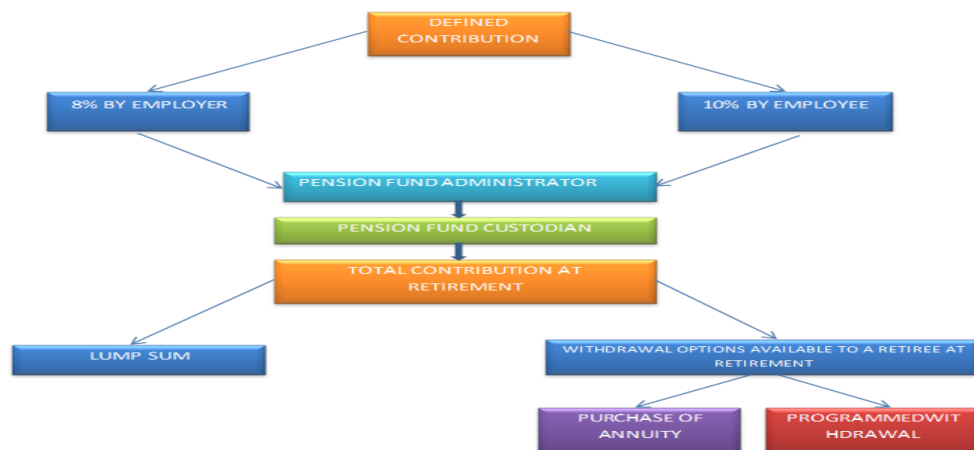 DEFINED
CONTRIBUTION
8% BY EMPLOYER
10% BY EMPLOYEE
PENSION FUND ADMINISTRATOR
PENSION FUND CUSTODIAN
TOTAL CONTRIBUTION AT
RETIREMENT
LUMP SUM
WITHDRAWAL OPTIONS AVAILABLE TO A RETIREE AT
RETIREMENT
PURCHASE OF
ANNUITY
PROGRAMMEDWIT
HDRAWAL